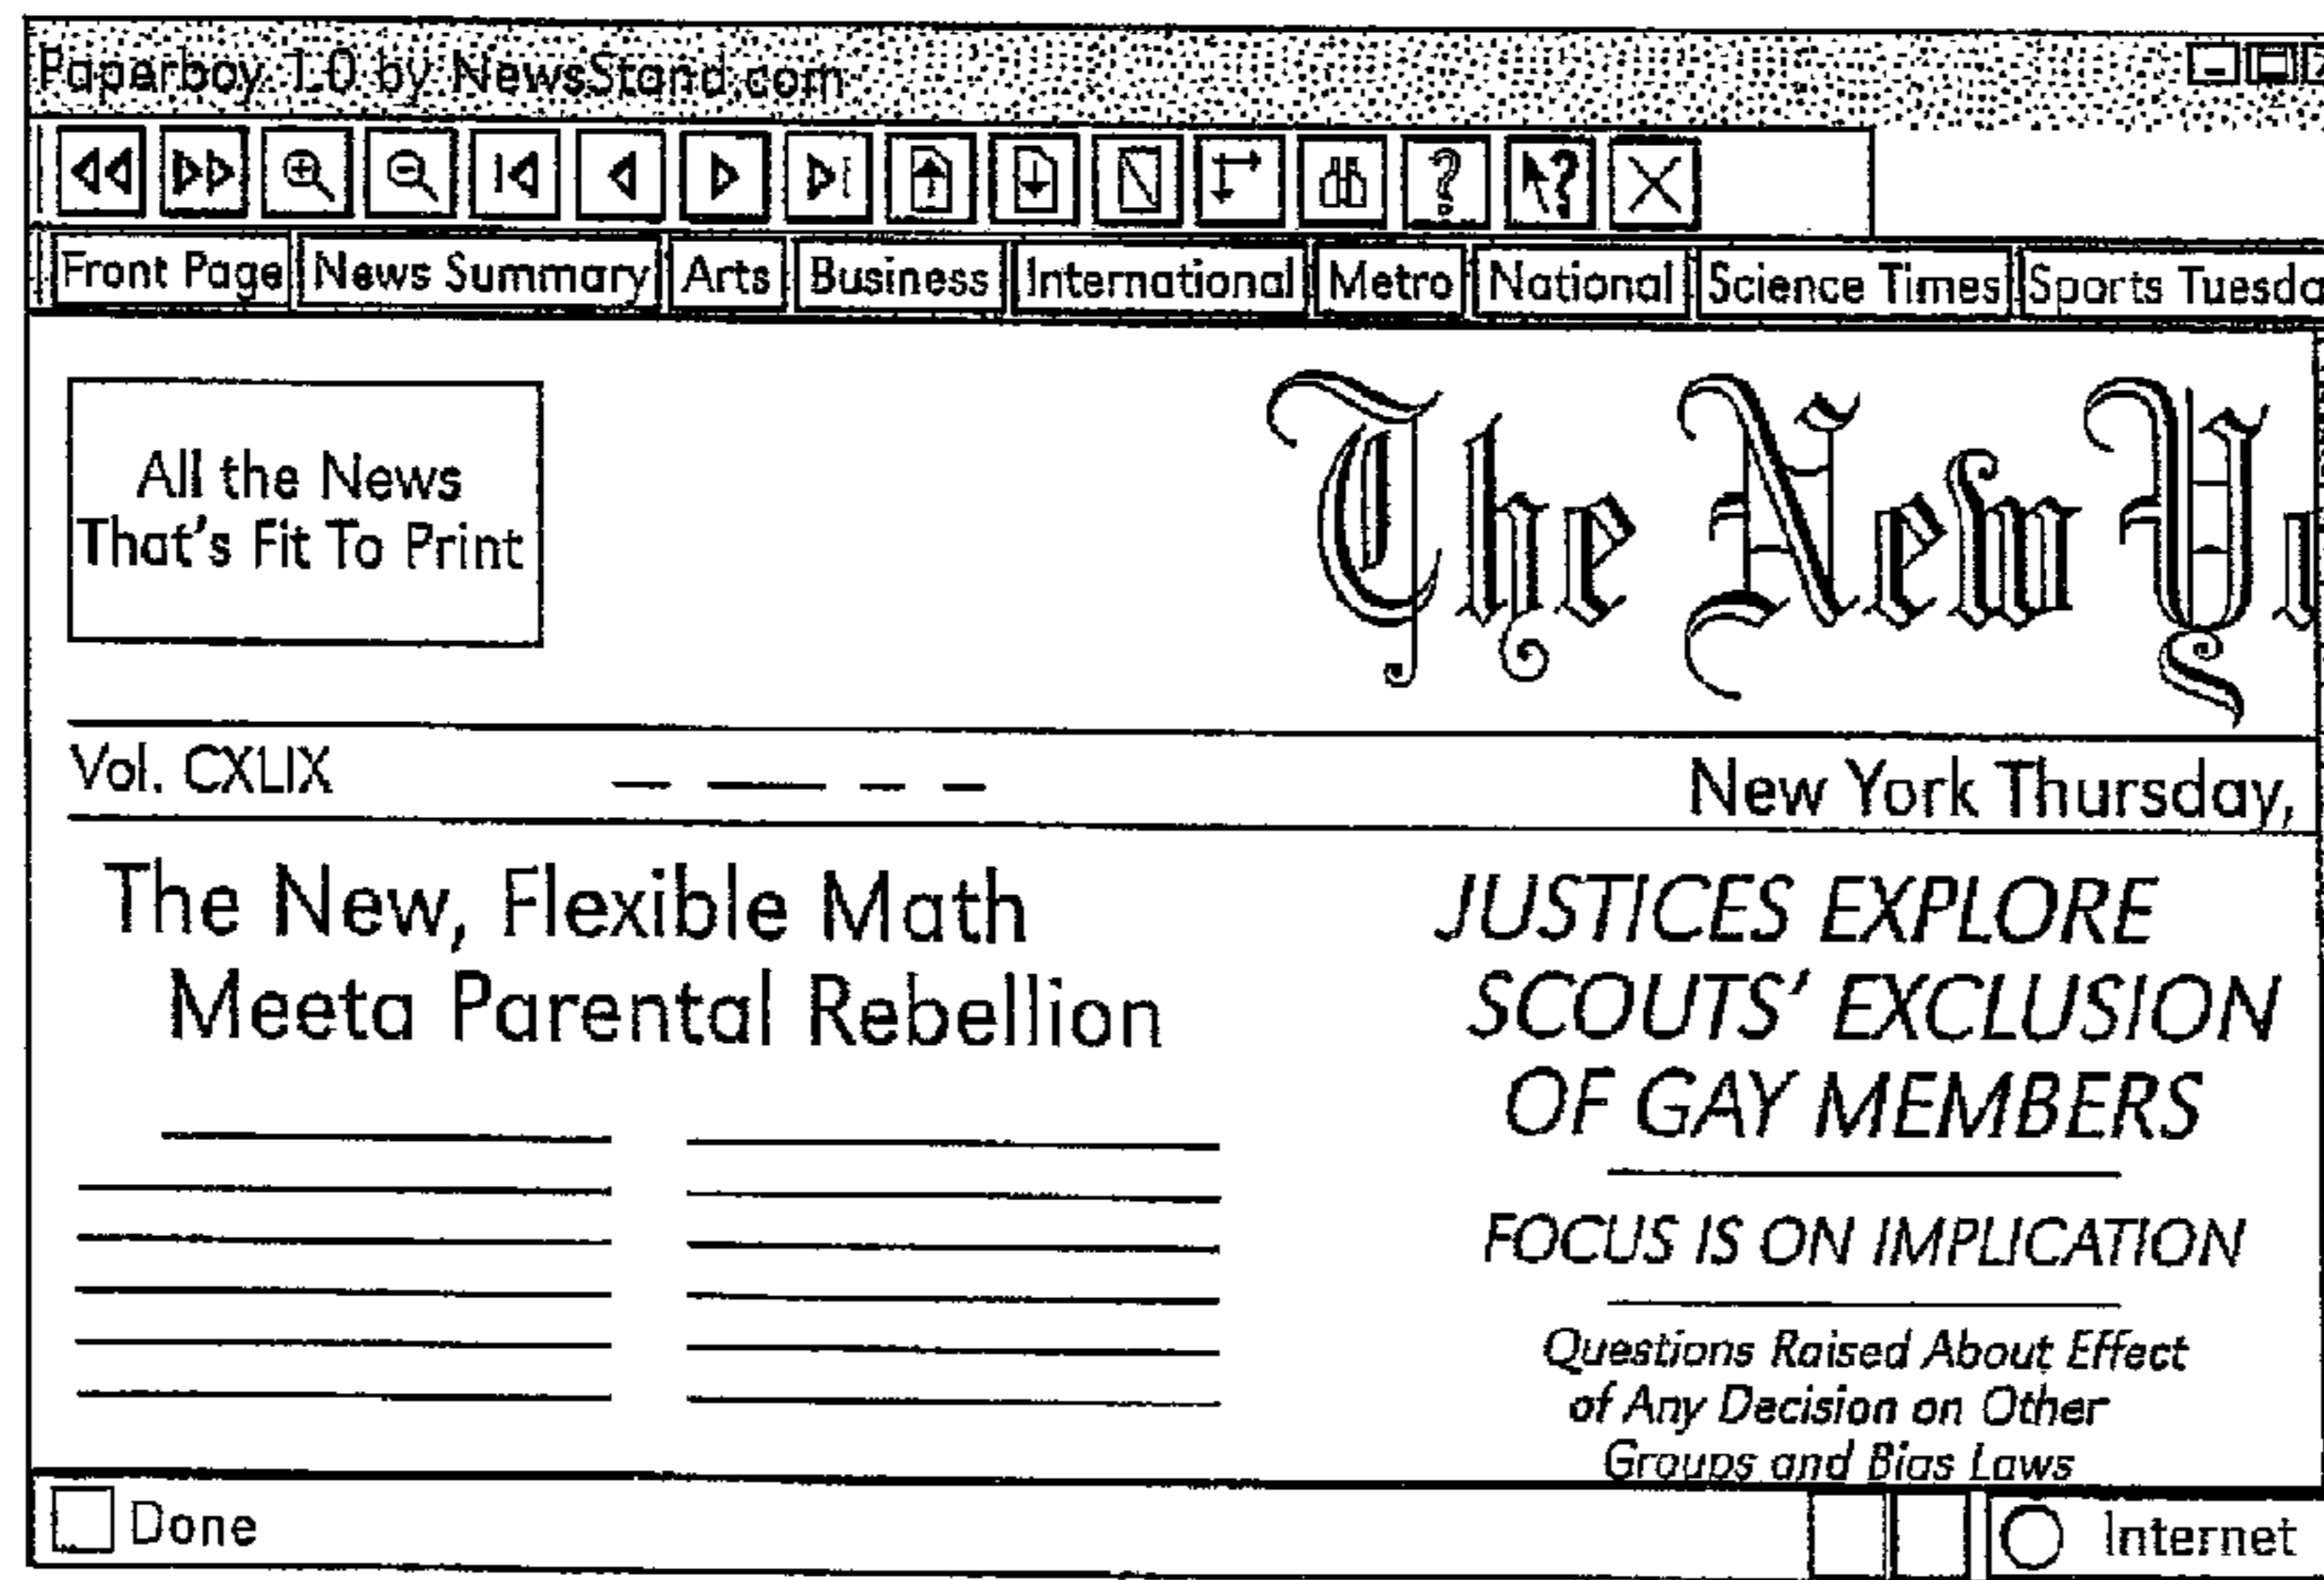 Paperboy 1.0 by NewsStand.com
Front Page News Summary Arts Business International Metro National Science Times Sports Tuesda
All the News
That's Fit To Print
The New Yo
Vol. CXLIX
New York Thursday,
The New, Flexible Math
Meeta Parental Rebellion
JUSTICES EXPLORE
SCOUTS' EXCLUSION
OF GAY MEMBERS
FOCUS IS ON IMPLICATION
Questions Raised About Effect
of Any Decision on Other
Groups and Bias Laws
Done
Internet